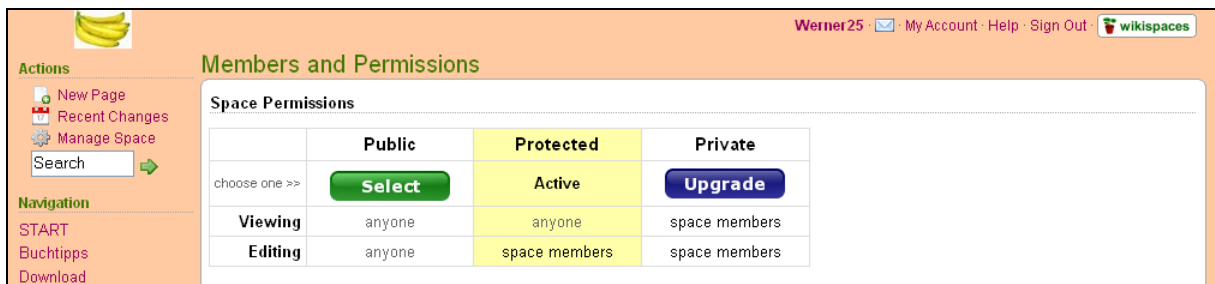 Werner25 · My Account · Help · Sign Out · wikispaces
Actions
New Page
Recent Changes
Manage Space
Search
Navigation
START
Buchtipps
Download
Members and Permissions
Space Permissions
Public Protected Private
choose one >> Select Active Upgrade
Viewing anyone anyone space members
Editing anyone space members space members